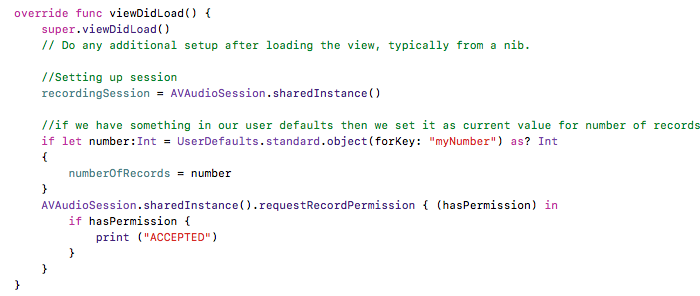 override func viewDidLoad() {
super.viewDidLoad()
// Do any additional setup after loading the view, typically from a nib.
//Setting up session
recordingSession = AVAudioSession.sharedInstance()
//if we have something in our user defaults then we set it as current value for number of records
if let number:Int = UserDefaults.standard.object(forKey: "myNumber") as? Int
{
numberOfRecords = number
}
AVAudioSession.sharedInstance().requestRecordPermission { (hasPermission) in
if hasPermission {
print ("ACCEPTED")
}
}
}